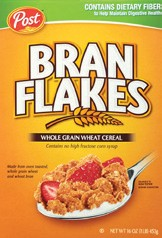 Post
CONTAINS DIETARY FIBER
to Help Maintain Digestive Health
BRAN
FLAKES
WHOLE GRAIN WHEAT CEREAL
Contains no high fructose corn syrup
Made from oven toasted,
whole grain wheat
and wheat bran
NET WT 16 OZ (1 LB) 453g